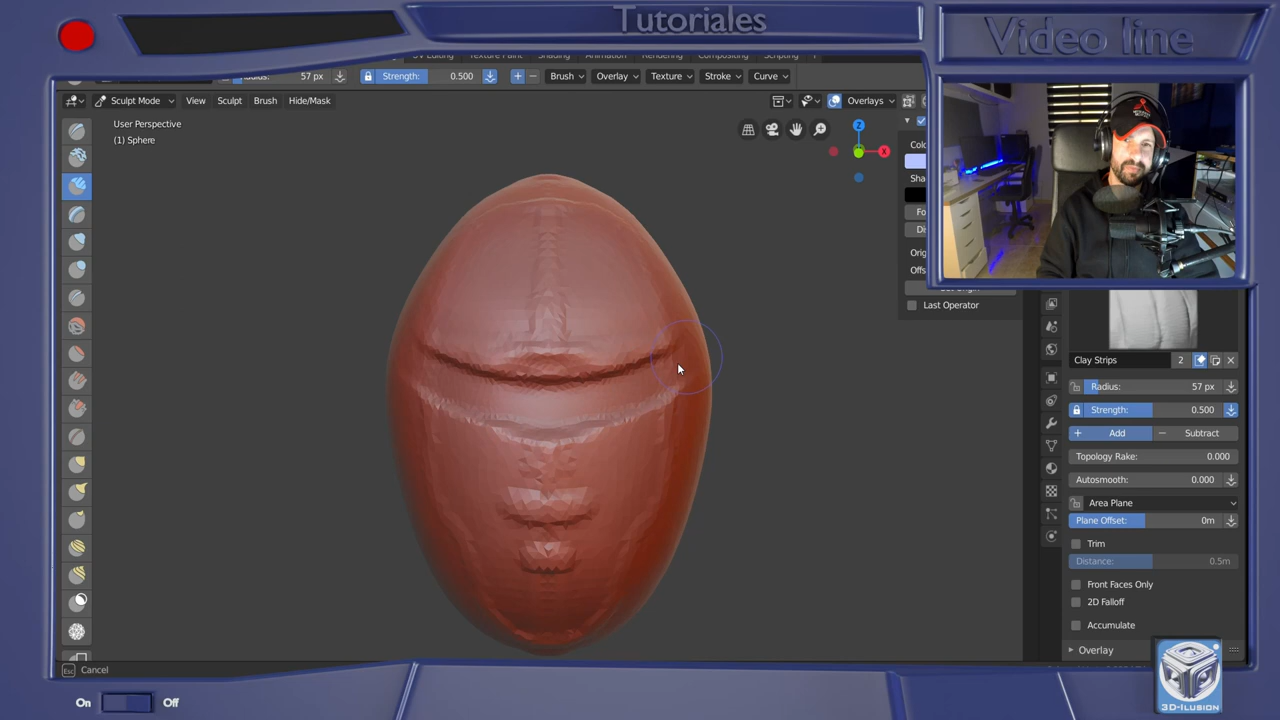 Tutoriales
Video line
57 px
Strength: 0.500
Brush
Overlay
Texture
Stroke
Curve
Sculpt Mode
View
Sculpt
Brush
Hide/Mask
Overlays
User Perspective
(1) Sphere
Z
X
Last Operator
Clay Strips
2
Radius: 57 px
Strength: 0.500
+ Add
− Subtract
Topology Rake: 0.000
Autosmooth: 0.000
Area Plane
Plane Offset: 0m
Trim
Distance: 0.5m
Front Faces Only
2D Falloff
Accumulate
Overlay
Esc Cancel
On
Off
3D-ILUSION